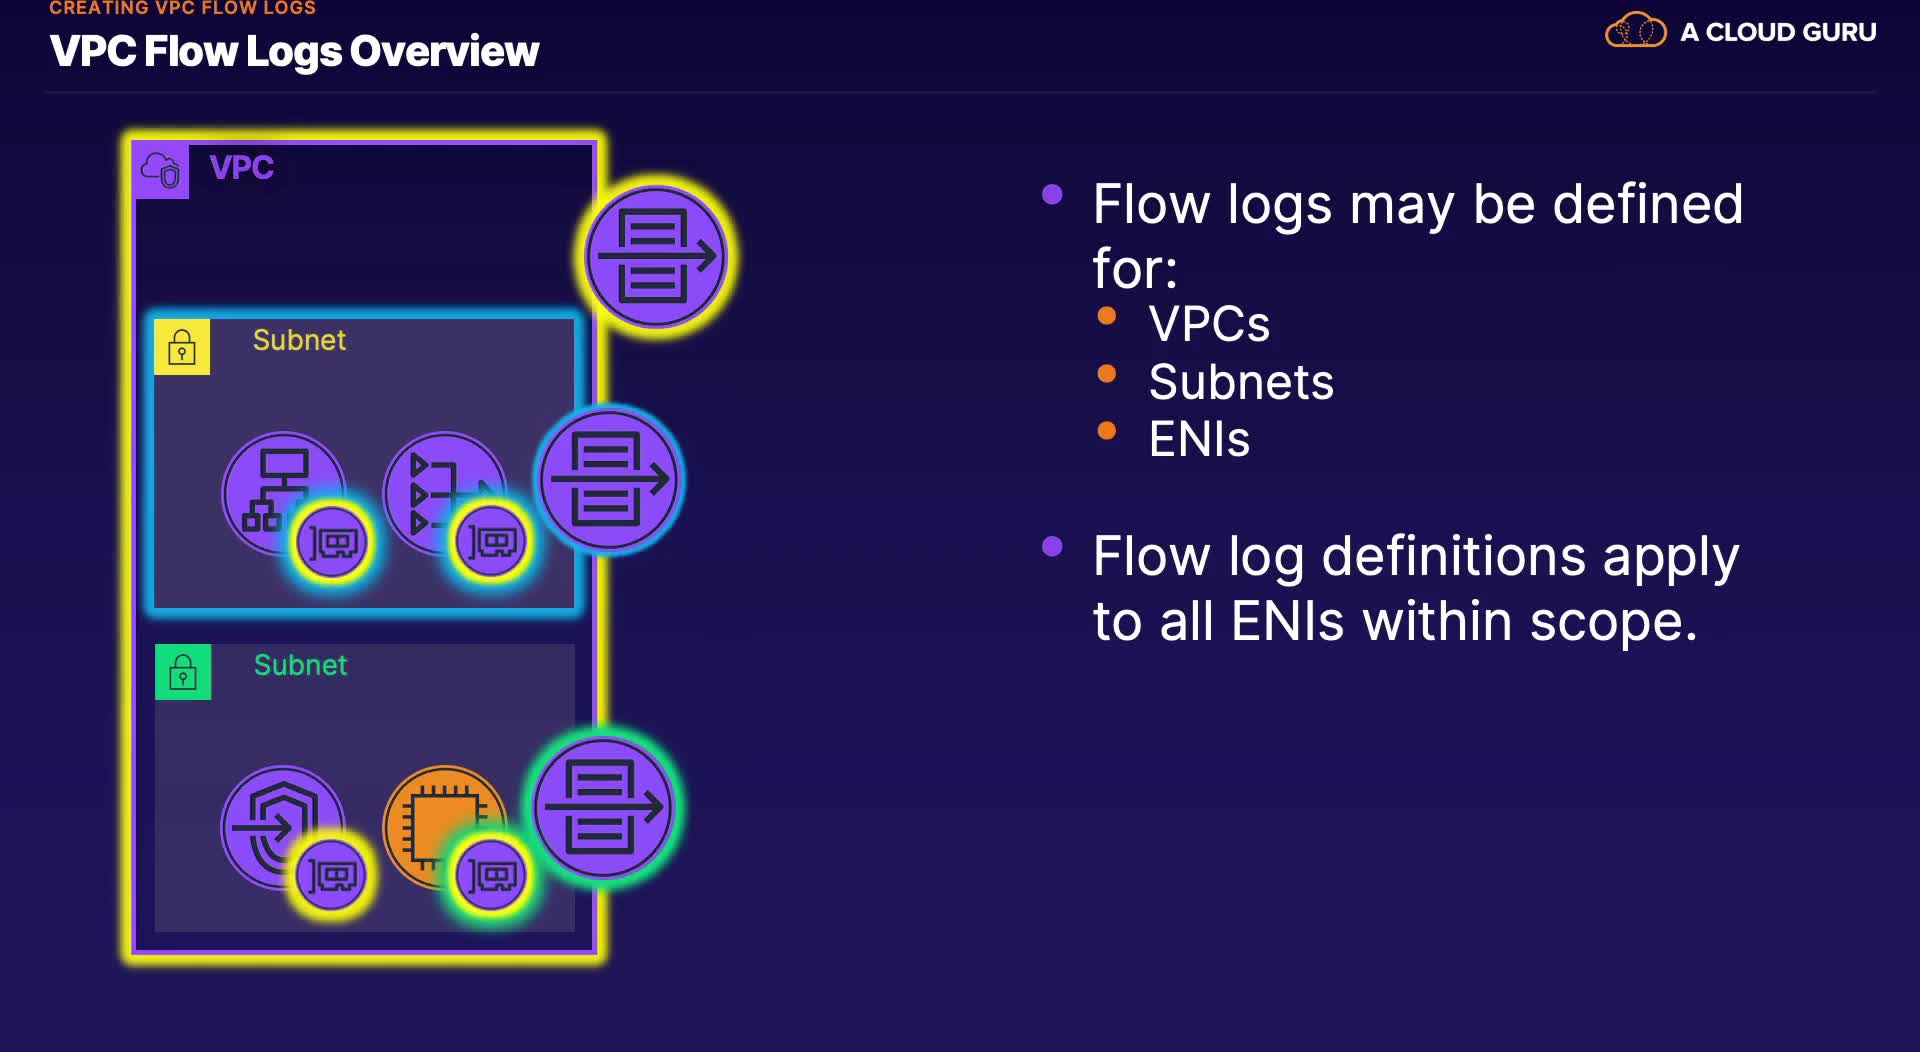 CREATING VPC FLOW LOGS
VPC Flow Logs Overview
A CLOUD GURU
VPC
Subnet
Subnet
Flow logs may be defined
for:
VPCs
Subnets
ENIs
Flow log definitions apply
to all ENIs within scope.